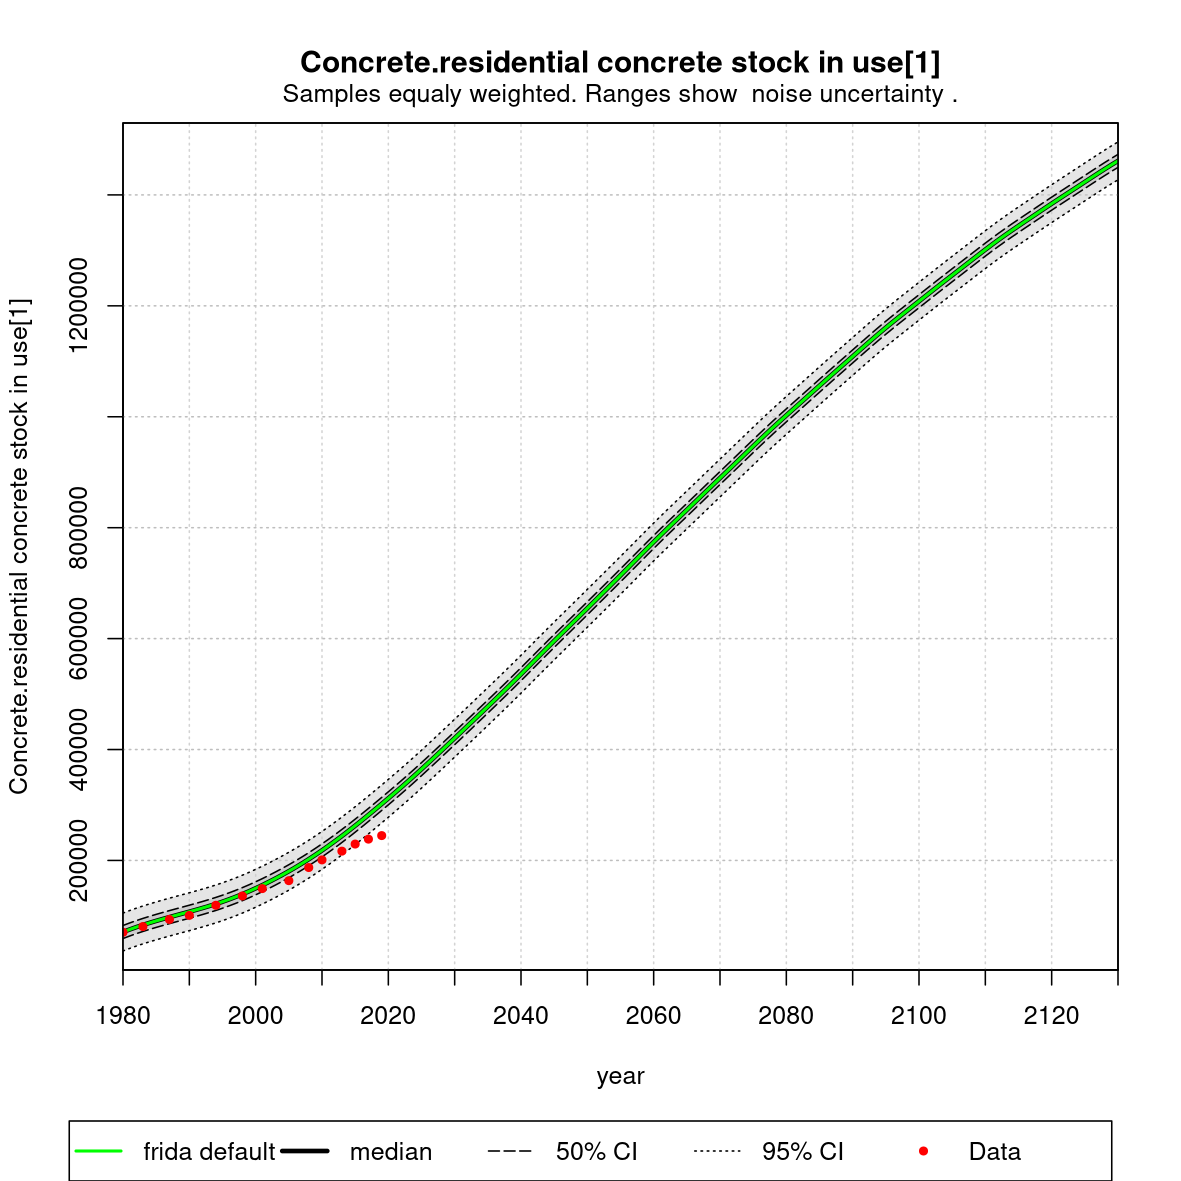 Concrete.residential concrete stock in use[1]
Samples equaly weighted. Ranges show  noise uncertainty .
Concrete.residential concrete stock in use[1]
1200000
800000
600000
400000
200000
1980 2000 2020 2040 2060 2080 2100 2120
year
frida default median 50% CI 95% CI Data